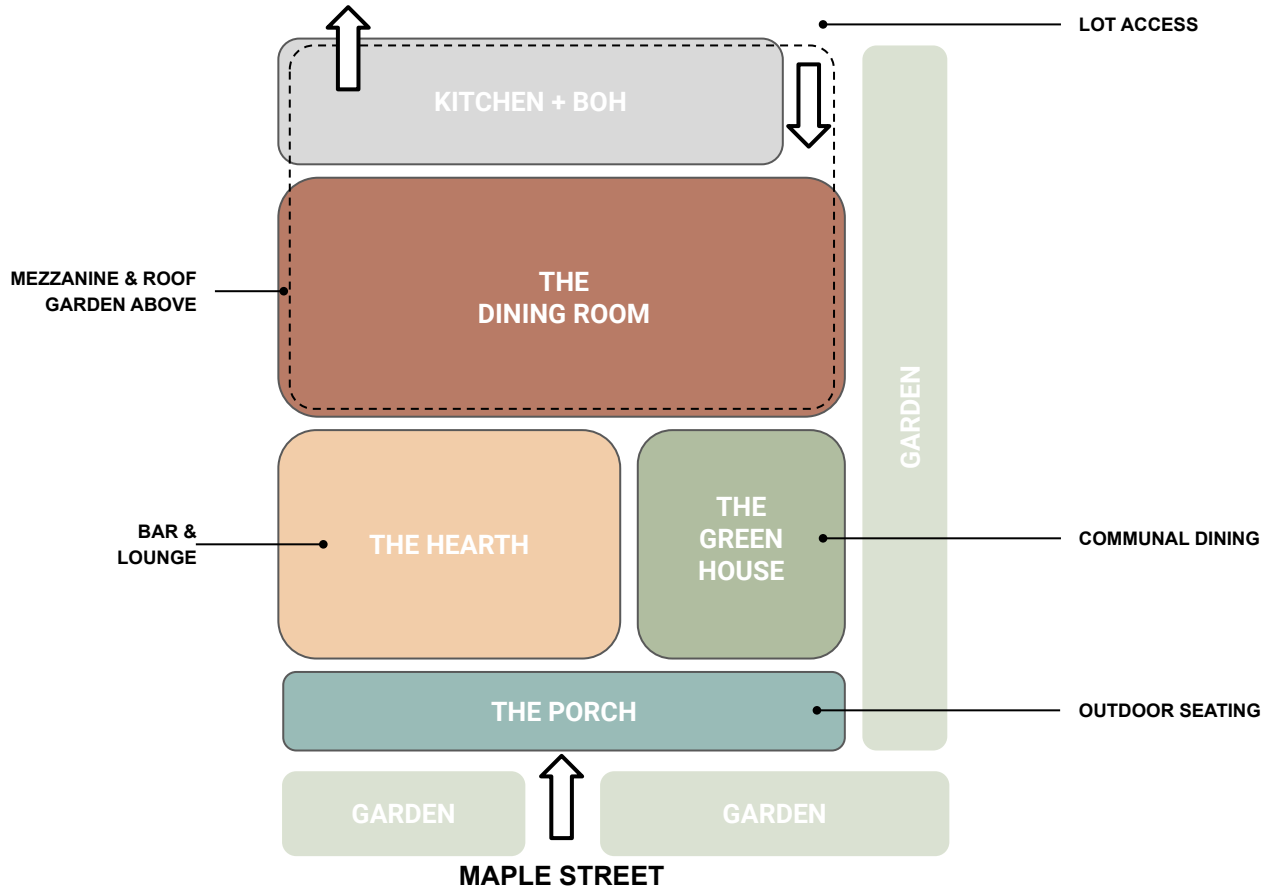 LOT ACCESS
KITCHEN + BOH
MEZZANINE & ROOF
GARDEN ABOVE
THE
DINING ROOM
GARDEN
BAR &
LOUNGE
THE HEARTH
THE
GREEN
HOUSE
COMMUNAL DINING
THE PORCH
OUTDOOR SEATING
GARDEN
GARDEN
MAPLE STREET